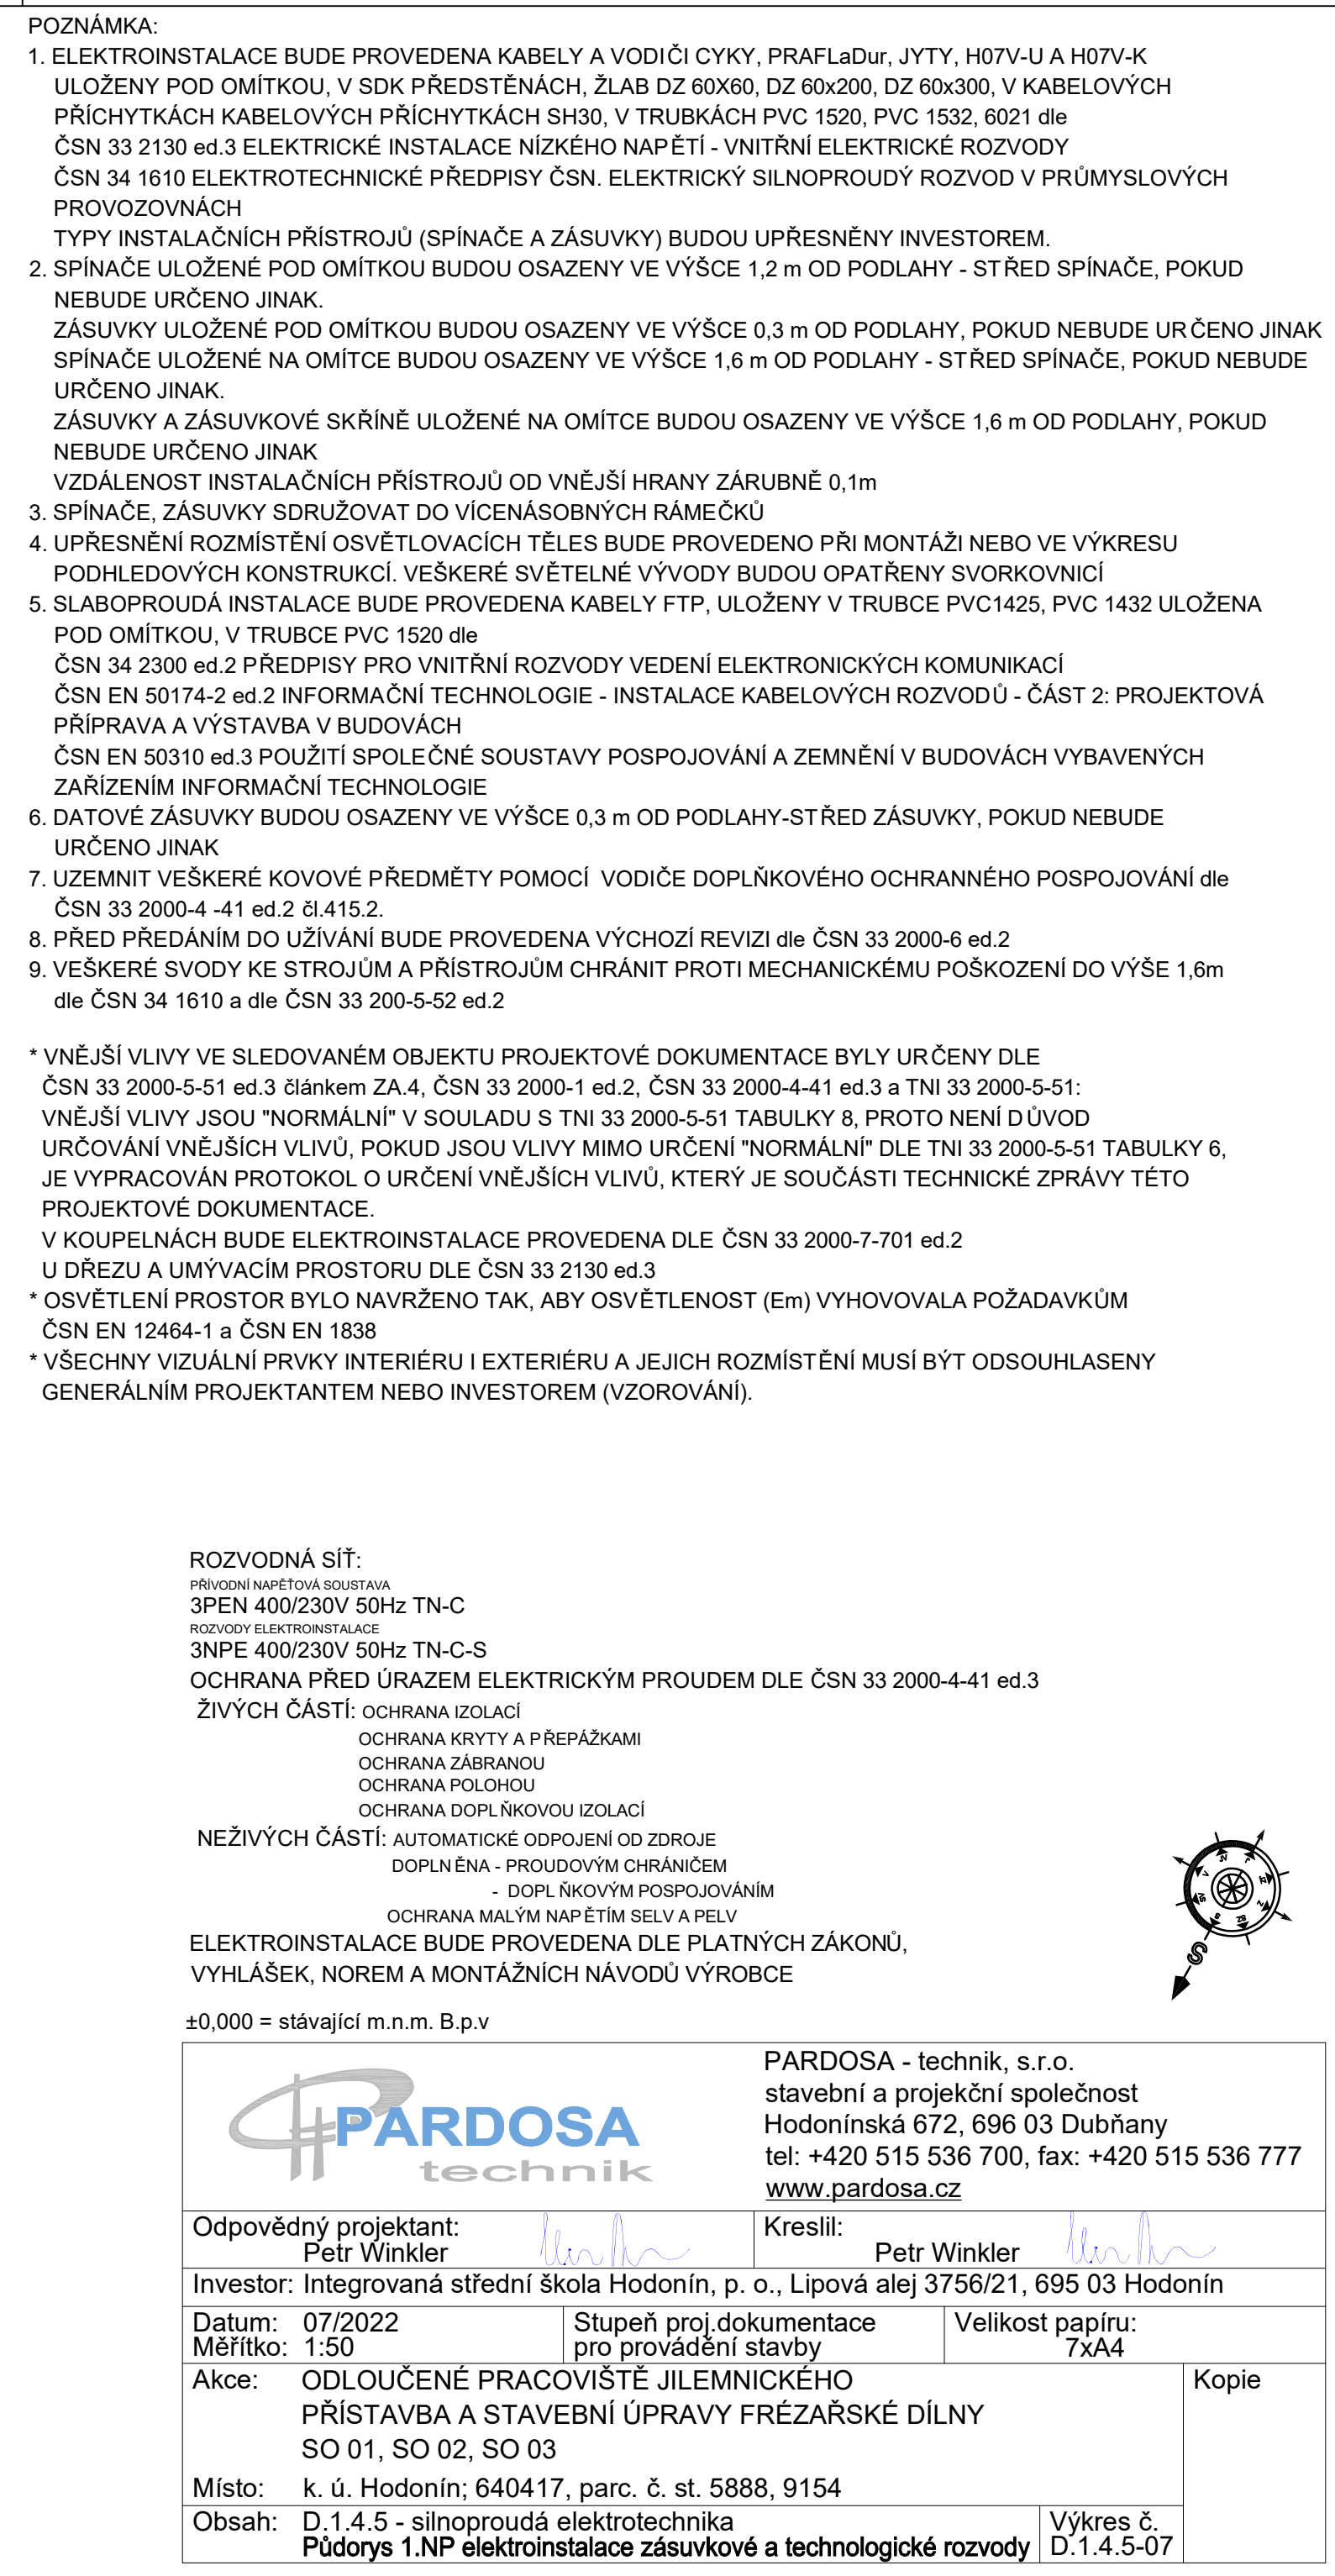 POZNÁMKA:
1. ELEKTROINSTALACE BUDE PROVEDENA KABELY A VODIČI CYKY, PRAFLaDur, JYTY, H07V-U A H07V-K
ULOŽENY POD OMÍTKOU, V SDK PŘEDSTĚNÁCH, ŽLAB DZ 60X60, DZ 60x200, DZ 60x300, V KABELOVÝCH
PŘÍCHYTKÁCH KABELOVÝCH PŘÍCHYTKÁCH SH30, V TRUBKÁCH PVC 1520, PVC 1532, 6021 dle
ČSN 33 2130 ed.3 ELEKTRICKÉ INSTALACE NÍZKÉHO NAPĚTÍ - VNITŘNÍ ELEKTRICKÉ ROZVODY
ČSN 34 1610 ELEKTROTECHNICKÉ PŘEDPISY ČSN. ELEKTRICKÝ SILNOPROUDÝ ROZVOD V PRŮMYSLOVÝCH
PROVOZOVNÁCH
TYPY INSTALAČNÍCH PŘÍSTROJŮ (SPÍNAČE A ZÁSUVKY) BUDOU UPŘESNĚNY INVESTOREM.
2. SPÍNAČE ULOŽENÉ POD OMÍTKOU BUDOU OSAZENY VE VÝŠCE 1,2 m OD PODLAHY - STŘED SPÍNAČE, POKUD
NEBUDE URČENO JINAK.
ZÁSUVKY ULOŽENÉ POD OMÍTKOU BUDOU OSAZENY VE VÝŠCE 0,3 m OD PODLAHY, POKUD NEBUDE URČENO JINAK
SPÍNAČE ULOŽENÉ NA OMÍTCE BUDOU OSAZENY VE VÝŠCE 1,6 m OD PODLAHY - STŘED SPÍNAČE, POKUD NEBUDE
URČENO JINAK.
ZÁSUVKY A ZÁSUVKOVÉ SKŘÍNĚ ULOŽENÉ NA OMÍTCE BUDOU OSAZENY VE VÝŠCE 1,6 m OD PODLAHY, POKUD
NEBUDE URČENO JINAK
VZDÁLENOST INSTALAČNÍCH PŘÍSTROJŮ OD VNĚJŠÍ HRANY ZÁRUBNĚ 0,1m
3. SPÍNAČE, ZÁSUVKY SDRUŽOVAT DO VÍCENÁSOBNÝCH RÁMEČKŮ
4. UPŘESNĚNÍ ROZMÍSTĚNÍ OSVĚTLOVACÍCH TĚLES BUDE PROVEDENO PŘI MONTÁŽI NEBO VE VÝKRESU
PODHLEDOVÝCH KONSTRUKCÍ. VEŠKERÉ SVĚTELNÉ VÝVODY BUDOU OPATŘENY SVORKOVNICÍ
5. SLABOPROUDÁ INSTALACE BUDE PROVEDENA KABELY FTP, ULOŽENY V TRUBCE PVC1425, PVC 1432 ULOŽENA
POD OMÍTKOU, V TRUBCE PVC 1520 dle
ČSN 34 2300 ed.2 PŘEDPISY PRO VNITŘNÍ ROZVODY VEDENÍ ELEKTRONICKÝCH KOMUNIKACÍ
ČSN EN 50174-2 ed.2 INFORMAČNÍ TECHNOLOGIE - INSTALACE KABELOVÝCH ROZVODŮ - ČÁST 2: PROJEKTOVÁ
PŘÍPRAVA A VÝSTAVBA V BUDOVÁCH
ČSN EN 50310 ed.3 POUŽITÍ SPOLEČNÉ SOUSTAVY POSPOJOVÁNÍ A ZEMNĚNÍ V BUDOVÁCH VYBAVENÝCH
ZAŘÍZENÍM INFORMAČNÍ TECHNOLOGIE
6. DATOVÉ ZÁSUVKY BUDOU OSAZENY VE VÝŠCE 0,3 m OD PODLAHY-STŘED ZÁSUVKY, POKUD NEBUDE
URČENO JINAK
7. UZEMNIT VEŠKERÉ KOVOVÉ PŘEDMĚTY POMOCÍ VODIČE DOPLŇKOVÉHO OCHRANNÉHO POSPOJOVÁNÍ dle
ČSN 33 2000-4 -41 ed.2 čl.415.2.
8. PŘED PŘEDÁNÍM DO UŽÍVÁNÍ BUDE PROVEDENA VÝCHOZÍ REVIZI dle ČSN 33 2000-6 ed.2
9. VEŠKERÉ SVODY KE STROJŮM A PŘÍSTROJŮM CHRÁNIT PROTI MECHANICKÉMU POŠKOZENÍ DO VÝŠE 1,6m
dle ČSN 34 1610 a dle ČSN 33 200-5-52 ed.2
* VNĚJŠÍ VLIVY VE SLEDOVANÉM OBJEKTU PROJEKTOVÉ DOKUMENTACE BYLY URČENY DLE
ČSN 33 2000-5-51 ed.3 článkem ZA.4, ČSN 33 2000-1 ed.2, ČSN 33 2000-4-41 ed.3 a TNI 33 2000-5-51:
VNĚJŠÍ VLIVY JSOU "NORMÁLNÍ" V SOULADU S TNI 33 2000-5-51 TABULKY 8, PROTO NENÍ DŮVOD
URČOVÁNÍ VNĚJŠÍCH VLIVŮ, POKUD JSOU VLIVY MIMO URČENÍ "NORMÁLNÍ" DLE TNI 33 2000-5-51 TABULKY 6,
JE VYPRACOVÁN PROTOKOL O URČENÍ VNĚJŠÍCH VLIVŮ, KTERÝ JE SOUČÁSTI TECHNICKÉ ZPRÁVY TÉTO
PROJEKTOVÉ DOKUMENTACE.
V KOUPELNÁCH BUDE ELEKTROINSTALACE PROVEDENA DLE ČSN 33 2000-7-701 ed.2
U DŘEZU A UMÝVACÍM PROSTORU DLE ČSN 33 2130 ed.3
* OSVĚTLENÍ PROSTOR BYLO NAVRŽENO TAK, ABY OSVĚTLENOST (Em) VYHOVOVALA POŽADAVKŮM
ČSN EN 12464-1 a ČSN EN 1838
* VŠECHNY VIZUÁLNÍ PRVKY INTERIÉRU I EXTERIÉRU A JEJICH ROZMÍSTĚNÍ MUSÍ BÝT ODSOUHLASENY
GENERÁLNÍM PROJEKTANTEM NEBO INVESTOREM (VZOROVÁNÍ).
ROZVODNÁ SÍŤ:
PŘÍVODNÍ NAPĚŤOVÁ SOUSTAVA
3PEN 400/230V 50Hz TN-C
ROZVODY ELEKTROINSTALACE
3NPE 400/230V 50Hz TN-C-S
OCHRANA PŘED ÚRAZEM ELEKTRICKÝM PROUDEM DLE ČSN 33 2000-4-41 ed.3
ŽIVÝCH ČÁSTÍ: OCHRANA IZOLACÍ
OCHRANA KRYTY A PŘEPÁŽKAMI
OCHRANA ZÁBRANOU
OCHRANA POLOHOU
OCHRANA DOPLŇKOVOU IZOLACÍ
NEŽIVÝCH ČÁSTÍ: AUTOMATICKÉ ODPOJENÍ OD ZDROJE
DOPLNĚNA - PROUDOVÝM CHRÁNIČEM
- DOPLŇKOVÝM POSPOJOVÁNÍM
OCHRANA MALÝM NAPĚTÍM SELV A PELV
ELEKTROINSTALACE BUDE PROVEDENA DLE PLATNÝCH ZÁKONŮ,
VYHLÁŠEK, NOREM A MONTÁŽNÍCH NÁVODŮ VÝROBCE
S
±0,000 = stávající m.n.m. B.p.v
PARDOSA
technik
PARDOSA - technik, s.r.o.
stavební a projekční společnost
Hodonínská 672, 696 03 Dubňany
tel: +420 515 536 700, fax: +420 515 536 777
www.pardosa.cz
Odpovědný projektant:
Petr Winkler
Kreslil:
Petr Winkler
Investor: Integrovaná střední škola Hodonín, p. o., Lipová alej 3756/21, 695 03 Hodonín
Datum: 07/2022
Měřítko: 1:50
Stupeň proj.dokumentace
pro provádění stavby
Velikost papíru:
7xA4
Akce: ODLOUČENÉ PRACOVIŠTĚ JILEMNICKÉHO
PŘÍSTAVBA A STAVEBNÍ ÚPRAVY FRÉZAŘSKÉ DÍLNY
SO 01, SO 02, SO 03
Kopie
Místo: k. ú. Hodonín; 640417, parc. č. st. 5888, 9154
Obsah: D.1.4.5 - silnoproudá elektrotechnika
Půdorys 1.NP elektroinstalace zásuvkové a technologické rozvody
Výkres č.
D.1.4.5-07